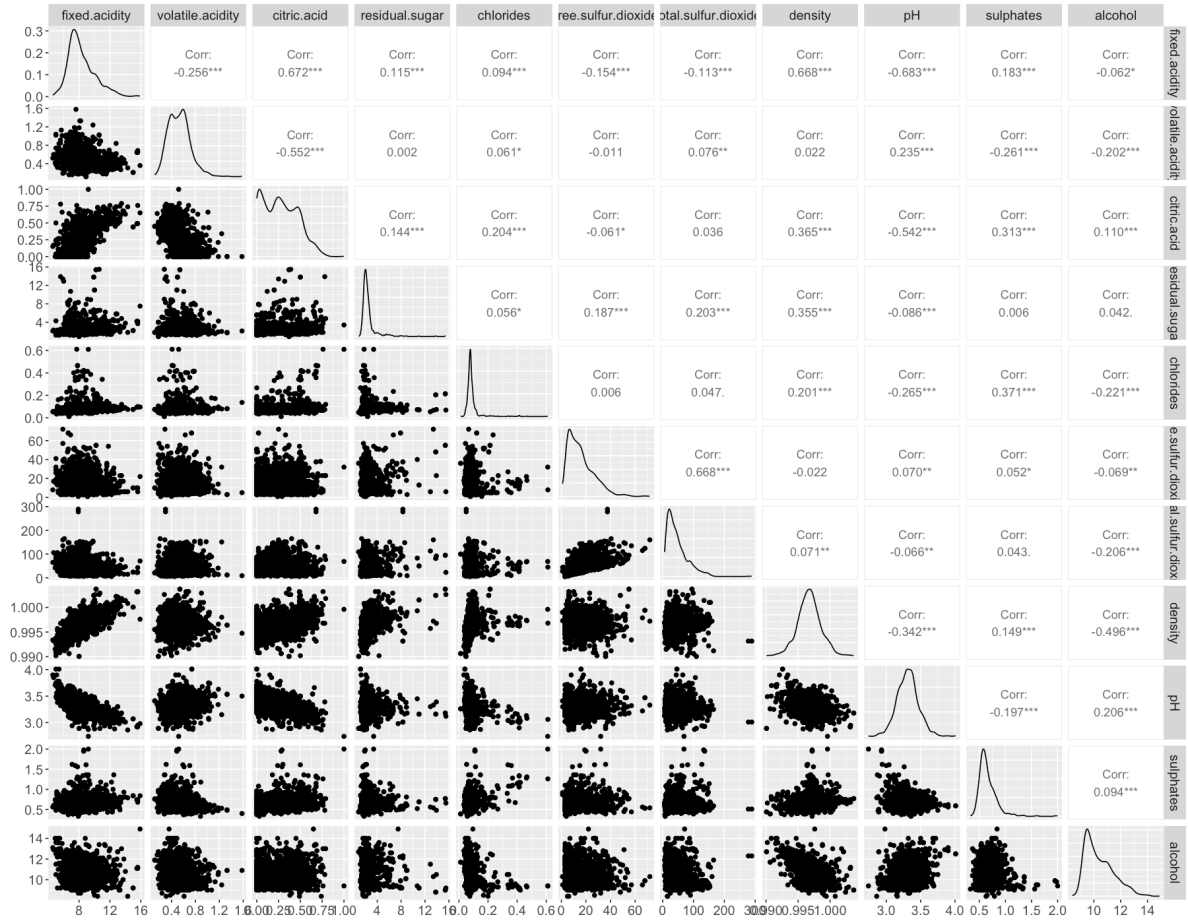 fixed.acidity volatile.acidity citric.acid residual.sugar chlorides ree.sulfur.dioxide otal.sulfur.dioxide density pH sulphates alcohol
0.3
0.2
0.1
0.0
Corr: Corr: Corr: Corr: Corr: Corr: Corr: Corr: Corr: Corr:
-0.256*** 0.672*** 0.115*** 0.094*** -0.154*** -0.113*** 0.668*** -0.683*** 0.183*** -0.062*
fixed.acidity
1.6
1.2
0.8
0.4
Corr: Corr: Corr: Corr: Corr: Corr: Corr: Corr: Corr:
-0.552*** 0.002 0.061* -0.011 0.076** 0.022 0.235*** -0.261*** -0.202***
volatile.acidity
1.00
0.75
0.50
0.25
0.00
Corr: Corr: Corr: Corr: Corr: Corr: Corr: Corr:
0.144*** 0.204*** -0.061* 0.036 0.365*** -0.542*** 0.313*** 0.110***
citric.acid
16
12
8
4
Corr: Corr: Corr: Corr: Corr: Corr: Corr:
0.056* 0.187*** 0.203*** 0.355*** -0.086*** 0.006 0.042.
esidual.suga
0.6
0.4
0.2
0.0
Corr: Corr: Corr: Corr: Corr: Corr:
0.006 0.047. 0.201*** -0.265*** 0.371*** -0.221***
chlorides
60
40
20
0
Corr: Corr: Corr: Corr: Corr:
0.668*** -0.022 0.070** 0.052* -0.069**
e.sulfur.dioxi
300
200
100
0
Corr: Corr: Corr: Corr:
0.071** -0.066** 0.043. -0.206***
al.sulfur.dioxi
1.000
0.995
0.990
Corr: Corr: Corr:
-0.342*** 0.149*** -0.496***
density
4.0
3.5
3.0
Corr: Corr:
-0.197*** 0.206***
pH
2.0
1.5
1.0
0.5
Corr:
0.094***
sulphates
14
12
10
alcohol
8 12 16 0.4 0.8 1.2 1.6 0.00 0.25 0.50 0.75 1.00 4 8 12 16 0.0 0.2 0.4 0.6 0 20 40 60 0 100 200 300 0.990 0.995 1.000 3.0 3.5 4.0 0.5 1.0 1.5 2.0 10 12 14